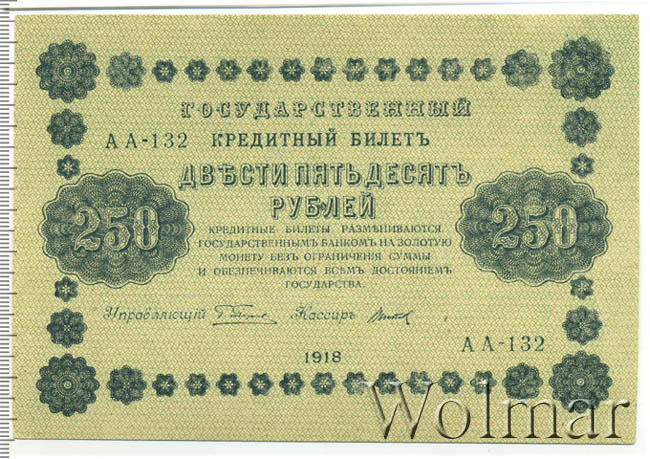 ГОСУДАРСТВЕННЫЙ
АА-132 КРЕДИТНЫЙ БИЛЕТЪ
ДВѢСТИ ПЯТЬДЕСЯТЪ
РУБЛЕЙ
250 250
КРЕДИТНЫЕ БИЛЕТЫ РАЗМѢНИВАЮТСЯ
ГОСУДАРСТВЕННЫМЪ БАНКОМЪ НА ЗОЛОТУЮ
МОНЕТУ БЕЗЪ ОГРАНИЧЕНІЯ СУММЫ
И ОБЕЗПЕЧИВАЮТСЯ ВСѢМЪ ДОСТОЯНІЕМЪ
ГОСУДАРСТВА.
Управляющій Кассиръ
1918
АА-132
Wolmar